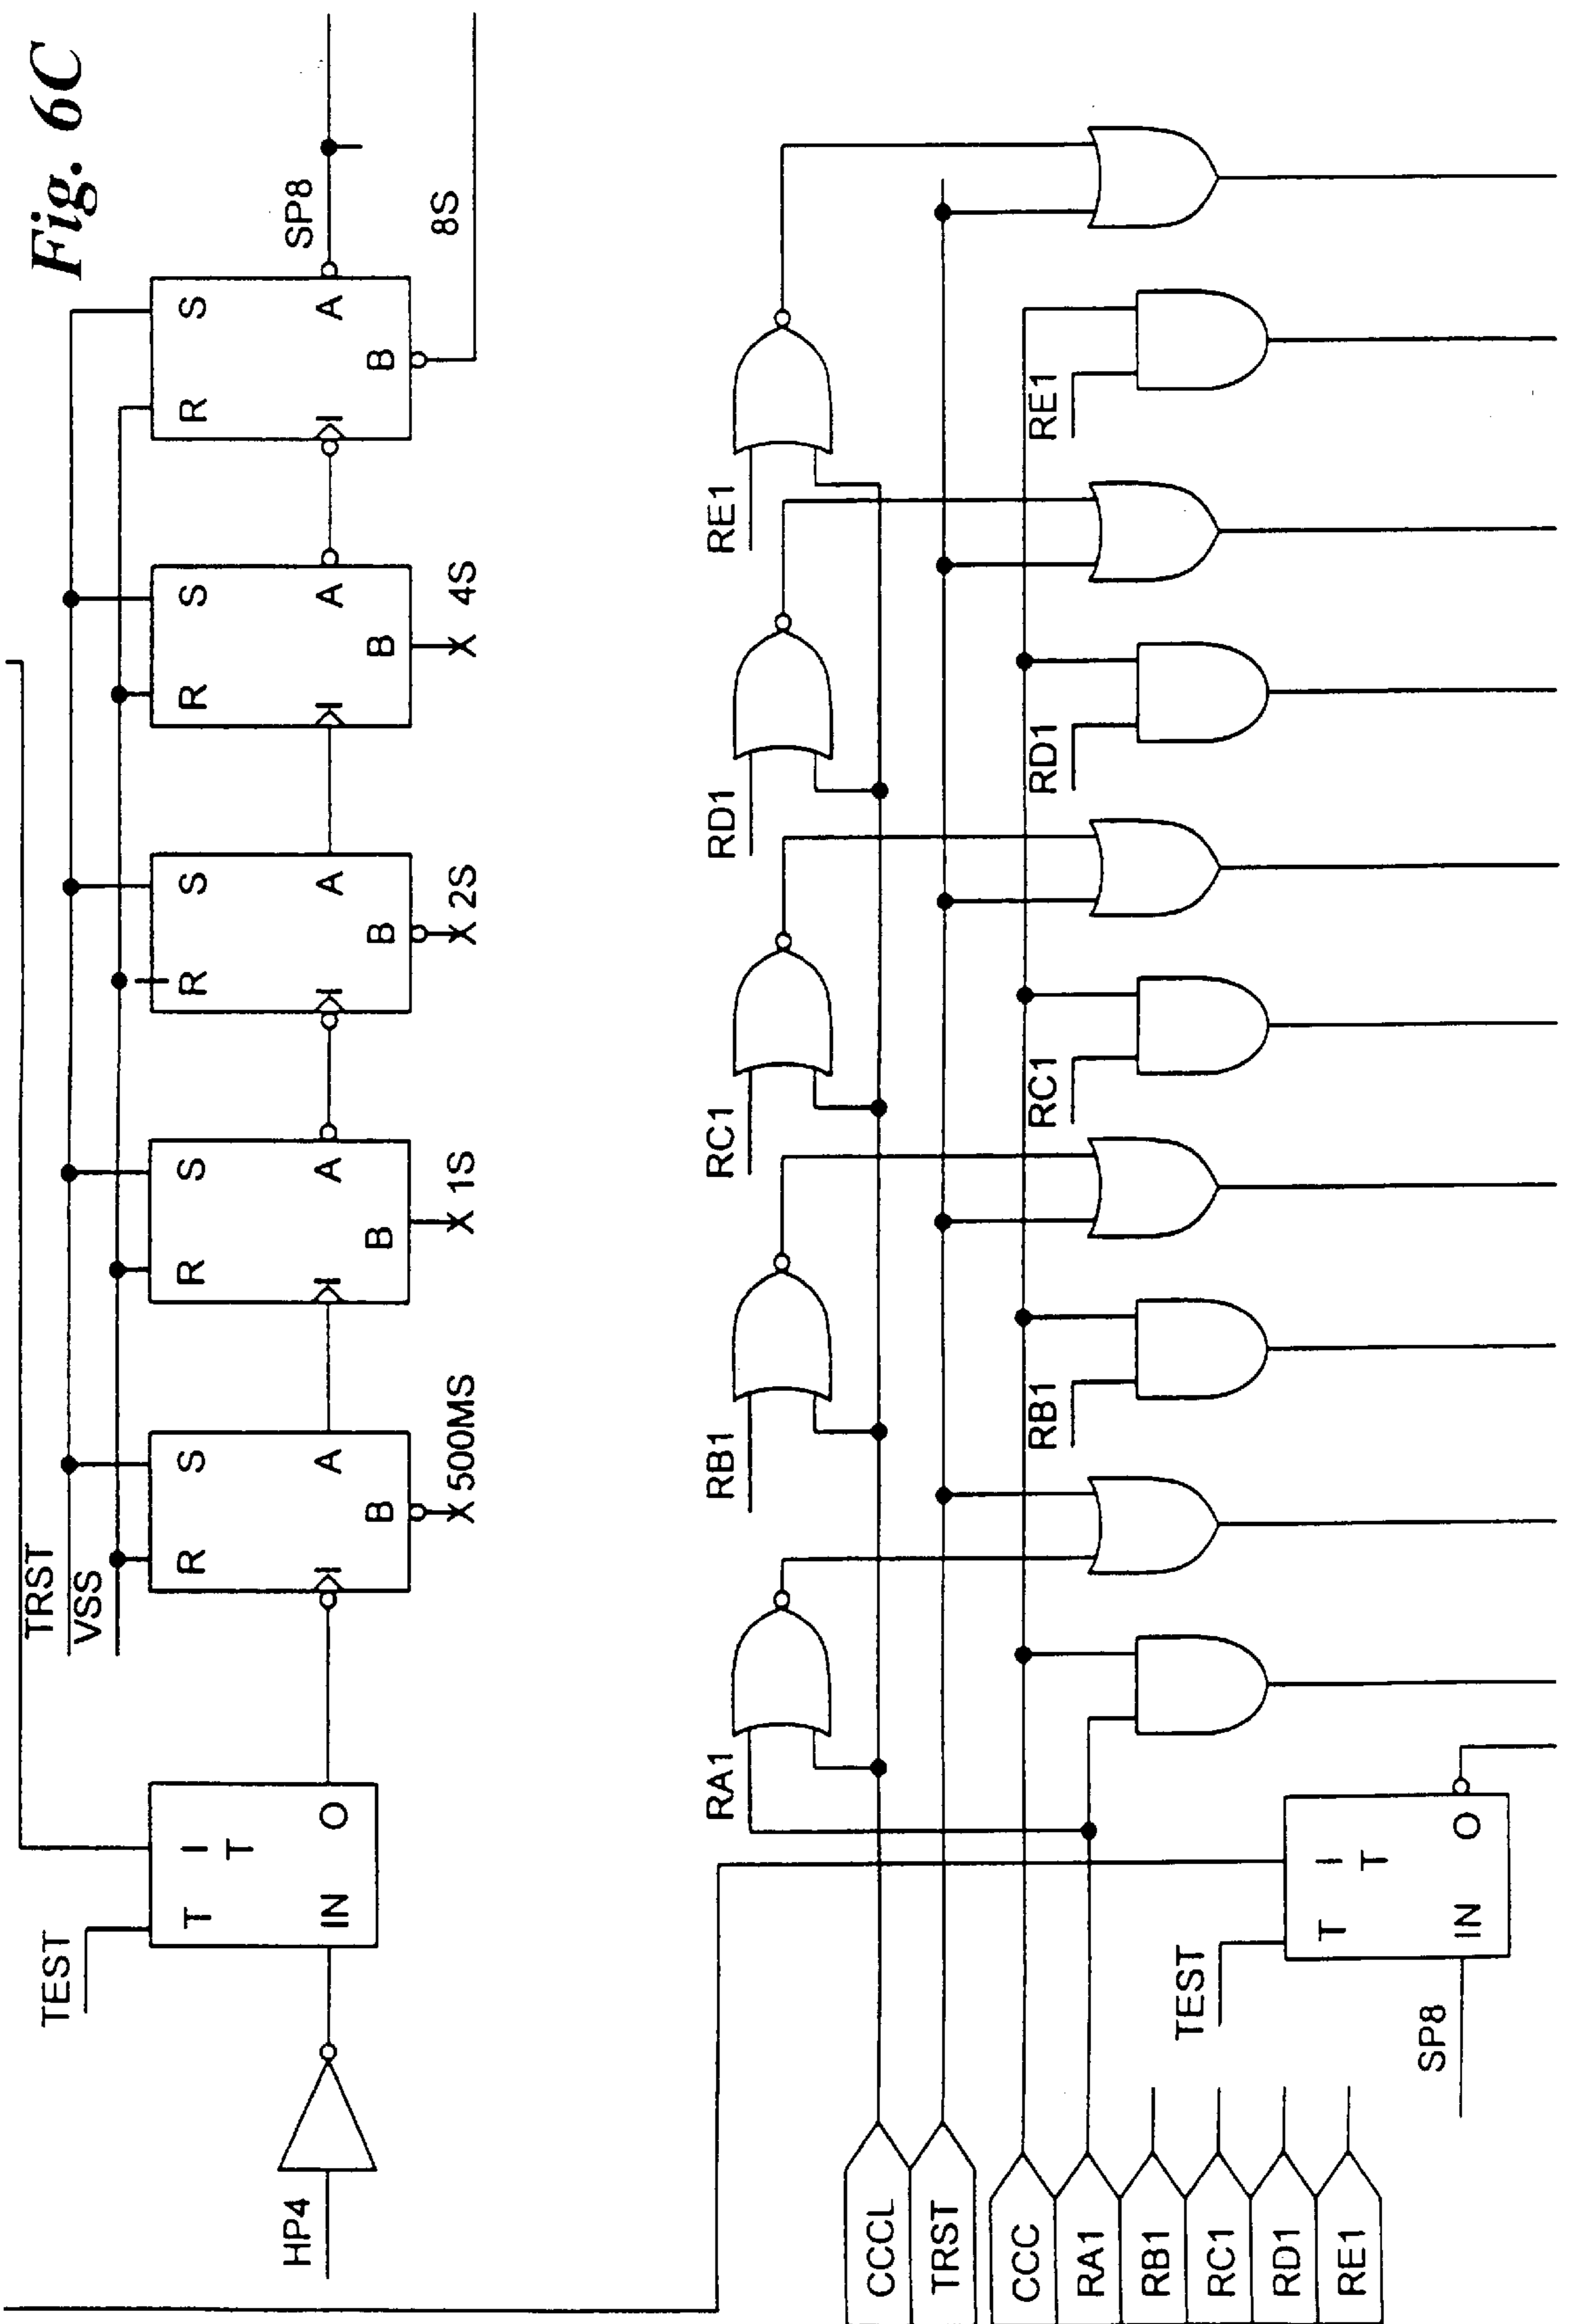 Fig. 6C
TRST
VSS
TEST
HP4
T I T
IN O
R S
I A
B
X 500MS
R S
I A
B
X 1S
R S
I A
B
X 2S
R S
I A
B
X 4S
R S
I A
B
SP8
8S
RA1
RB1
RC1
RD1
RE1
RB1
RC1
RD1
RE1
CCCL
TRST
CCC
RA1
RB1
RC1
RD1
RE1
TEST
SP8
T I T
IN O